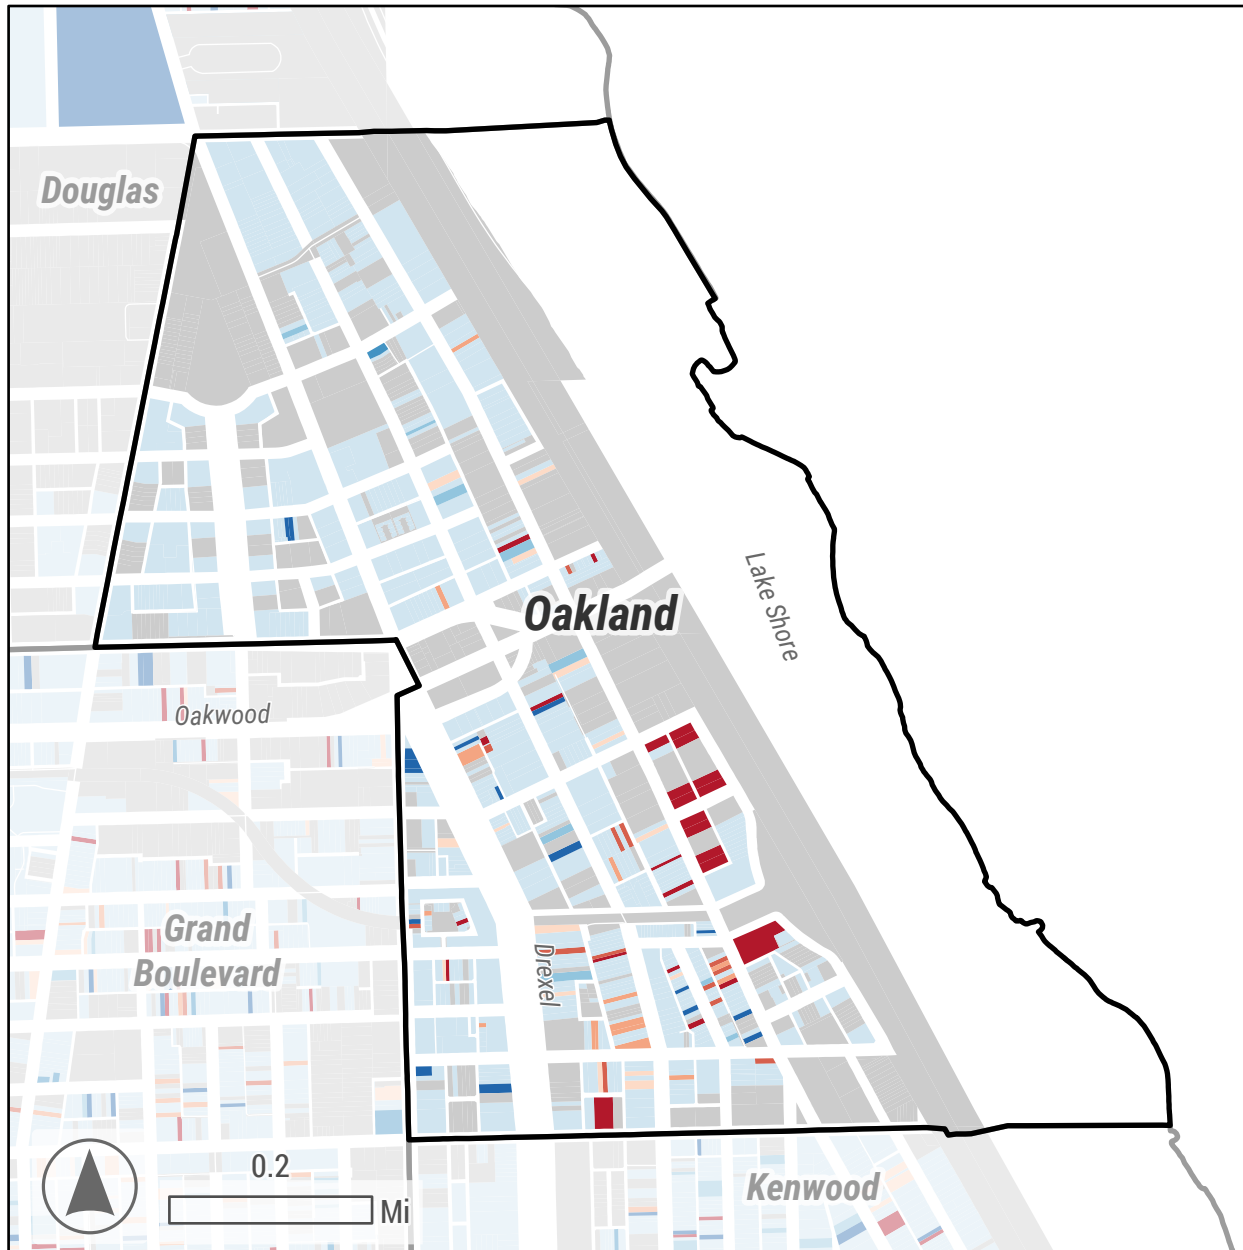 Douglas
Lake Shore
Oakland
Oakwood
Grand
Boulevard
Drexel
0.2
Mi
Kenwood